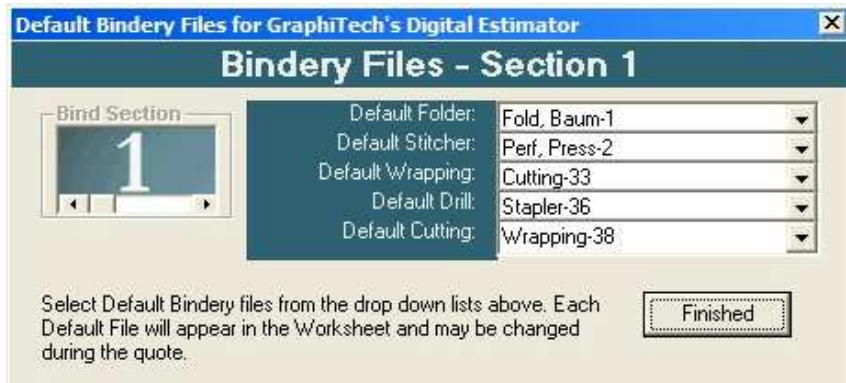 Default Bindery Files for GraphiTech's Digital Estimator
Bindery Files - Section 1
Bind Section
1
Default Folder: Fold, Baum-1
Default Stitcher: Perf, Press-2
Default Wrapping: Cutting-33
Default Drill: Stapler-36
Default Cutting: Wrapping-38
Select Default Bindery files from the drop down lists above. Each
Default File will appear in the Worksheet and may be changed
during the quote.
Finished